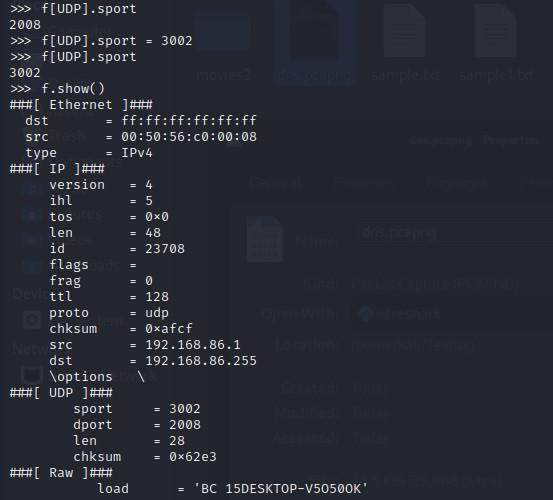 >>> f[UDP].sport
2008
>>> f[UDP].sport = 3002
>>> f[UDP].sport
3002
>>> f.show()
###[ Ethernet ]###
  dst       = ff:ff:ff:ff:ff:ff
  src       = 00:50:56:c0:00:08
  type      = IPv4
###[ IP ]###
     version   = 4
     ihl       = 5
     tos       = 0×0
     len       = 48
     id        = 23708
     flags     =
     frag      = 0
     ttl       = 128
     proto     = udp
     chksum    = 0×afcf
     src       = 192.168.86.1
     dst       = 192.168.86.255
     \options   \
###[ UDP ]###
        sport     = 3002
        dport     = 2008
        len       = 28
        chksum    = 0×62e3
###[ Raw ]###
           load      = 'BC 15DESKTOP-V5O50OK'
movies2
dns.pcapng
sample.txt
sample1.txt
dns.pcapng